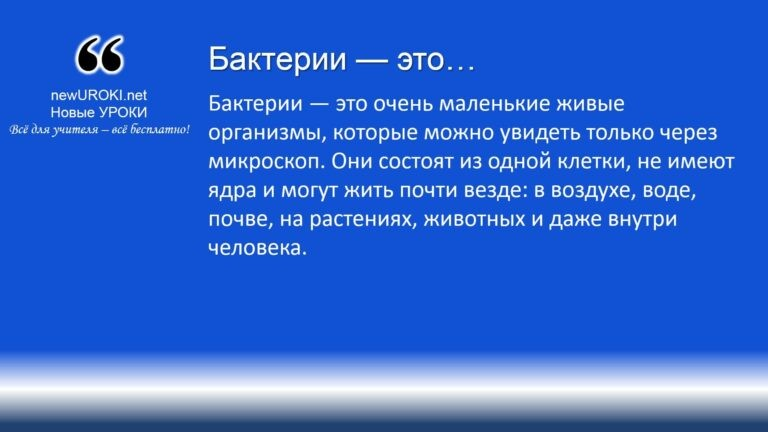 newUROKI.net
Новые УРОКИ
Всё для учителя – всё бесплатно!
Бактерии — это…
Бактерии — это очень маленькие живые
организмы, которые можно увидеть только через
микроскоп. Они состоят из одной клетки, не имеют
ядра и могут жить почти везде: в воздухе, воде,
почве, на растениях, животных и даже внутри
человека.